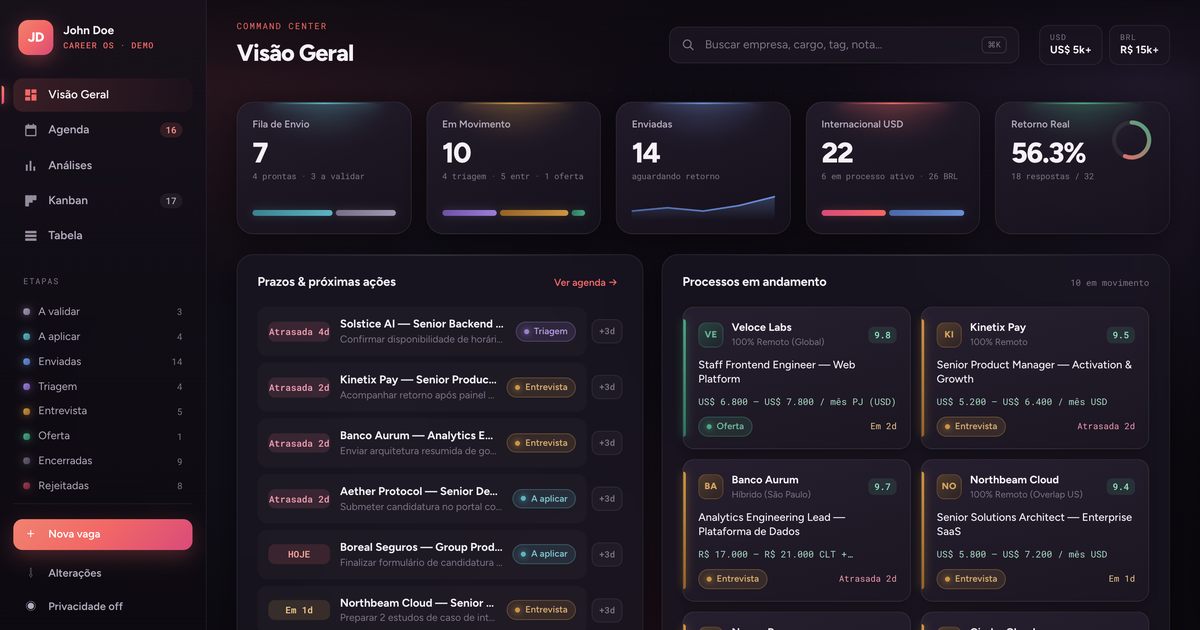 JD
John Doe
CAREER OS · DEMO
Visão Geral
Agenda 16
Análises
Kanban 17
Tabela
ETAPAS
A validar 3
A aplicar 4
Enviadas 14
Triagem 4
Entrevista 5
Oferta 1
Encerradas 9
Rejeitadas 8
+ Nova vaga
Alterações
Privacidade off
COMMAND CENTER
Visão Geral
Buscar empresa, cargo, tag, nota... ⌘K
USD
US$ 5k+
BRL
R$ 15k+
Fila de Envio
7
4 prontas · 3 a validar
Em Movimento
10
4 triagem · 5 entr · 1 oferta
Enviadas
14
aguardando retorno
Internacional USD
22
6 em processo ativo · 26 BRL
Retorno Real
56.3%
18 respostas / 32
Prazos & próximas ações Ver agenda →
Atrasada 4d Solstice AI — Senior Backend ... Triagem +3d
Confirmar disponibilidade de horári...
Atrasada 2d Kinetix Pay — Senior Produc... Entrevista +3d
Acompanhar retorno após painel ...
Atrasada 2d Banco Aurum — Analytics E... Entrevista +3d
Enviar arquitetura resumida de go...
Atrasada 2d Aether Protocol — Senior De... A aplicar +3d
Submeter candidatura no portal co...
HOJE Boreal Seguros — Group Prod... A aplicar +3d
Finalizar formulário de candidatura ...
Em 1d Northbeam Cloud — Senior ... Entrevista +3d
Preparar 2 estudos de caso de int...
Processos em andamento 10 em movimento
VE Veloce Labs 9.8
100% Remoto (Global)
Staff Frontend Engineer — Web
Platform
US$ 6.800 – US$ 7.800 / mês PJ (USD)
Oferta Em 2d
KI Kinetix Pay 9.5
100% Remoto
Senior Product Manager — Activation &
Growth
US$ 5.200 – US$ 6.400 / mês USD
Entrevista Atrasada 2d
BA Banco Aurum 9.7
Híbrido (São Paulo)
Analytics Engineering Lead —
Plataforma de Dados
R$ 17.000 – R$ 21.000 CLT +…
Entrevista Atrasada 2d
NO Northbeam Cloud 9.4
100% Remoto (Overlap US)
Senior Solutions Architect — Enterprise
SaaS
US$ 5.800 – US$ 7.200 / mês USD
Entrevista Em 1d